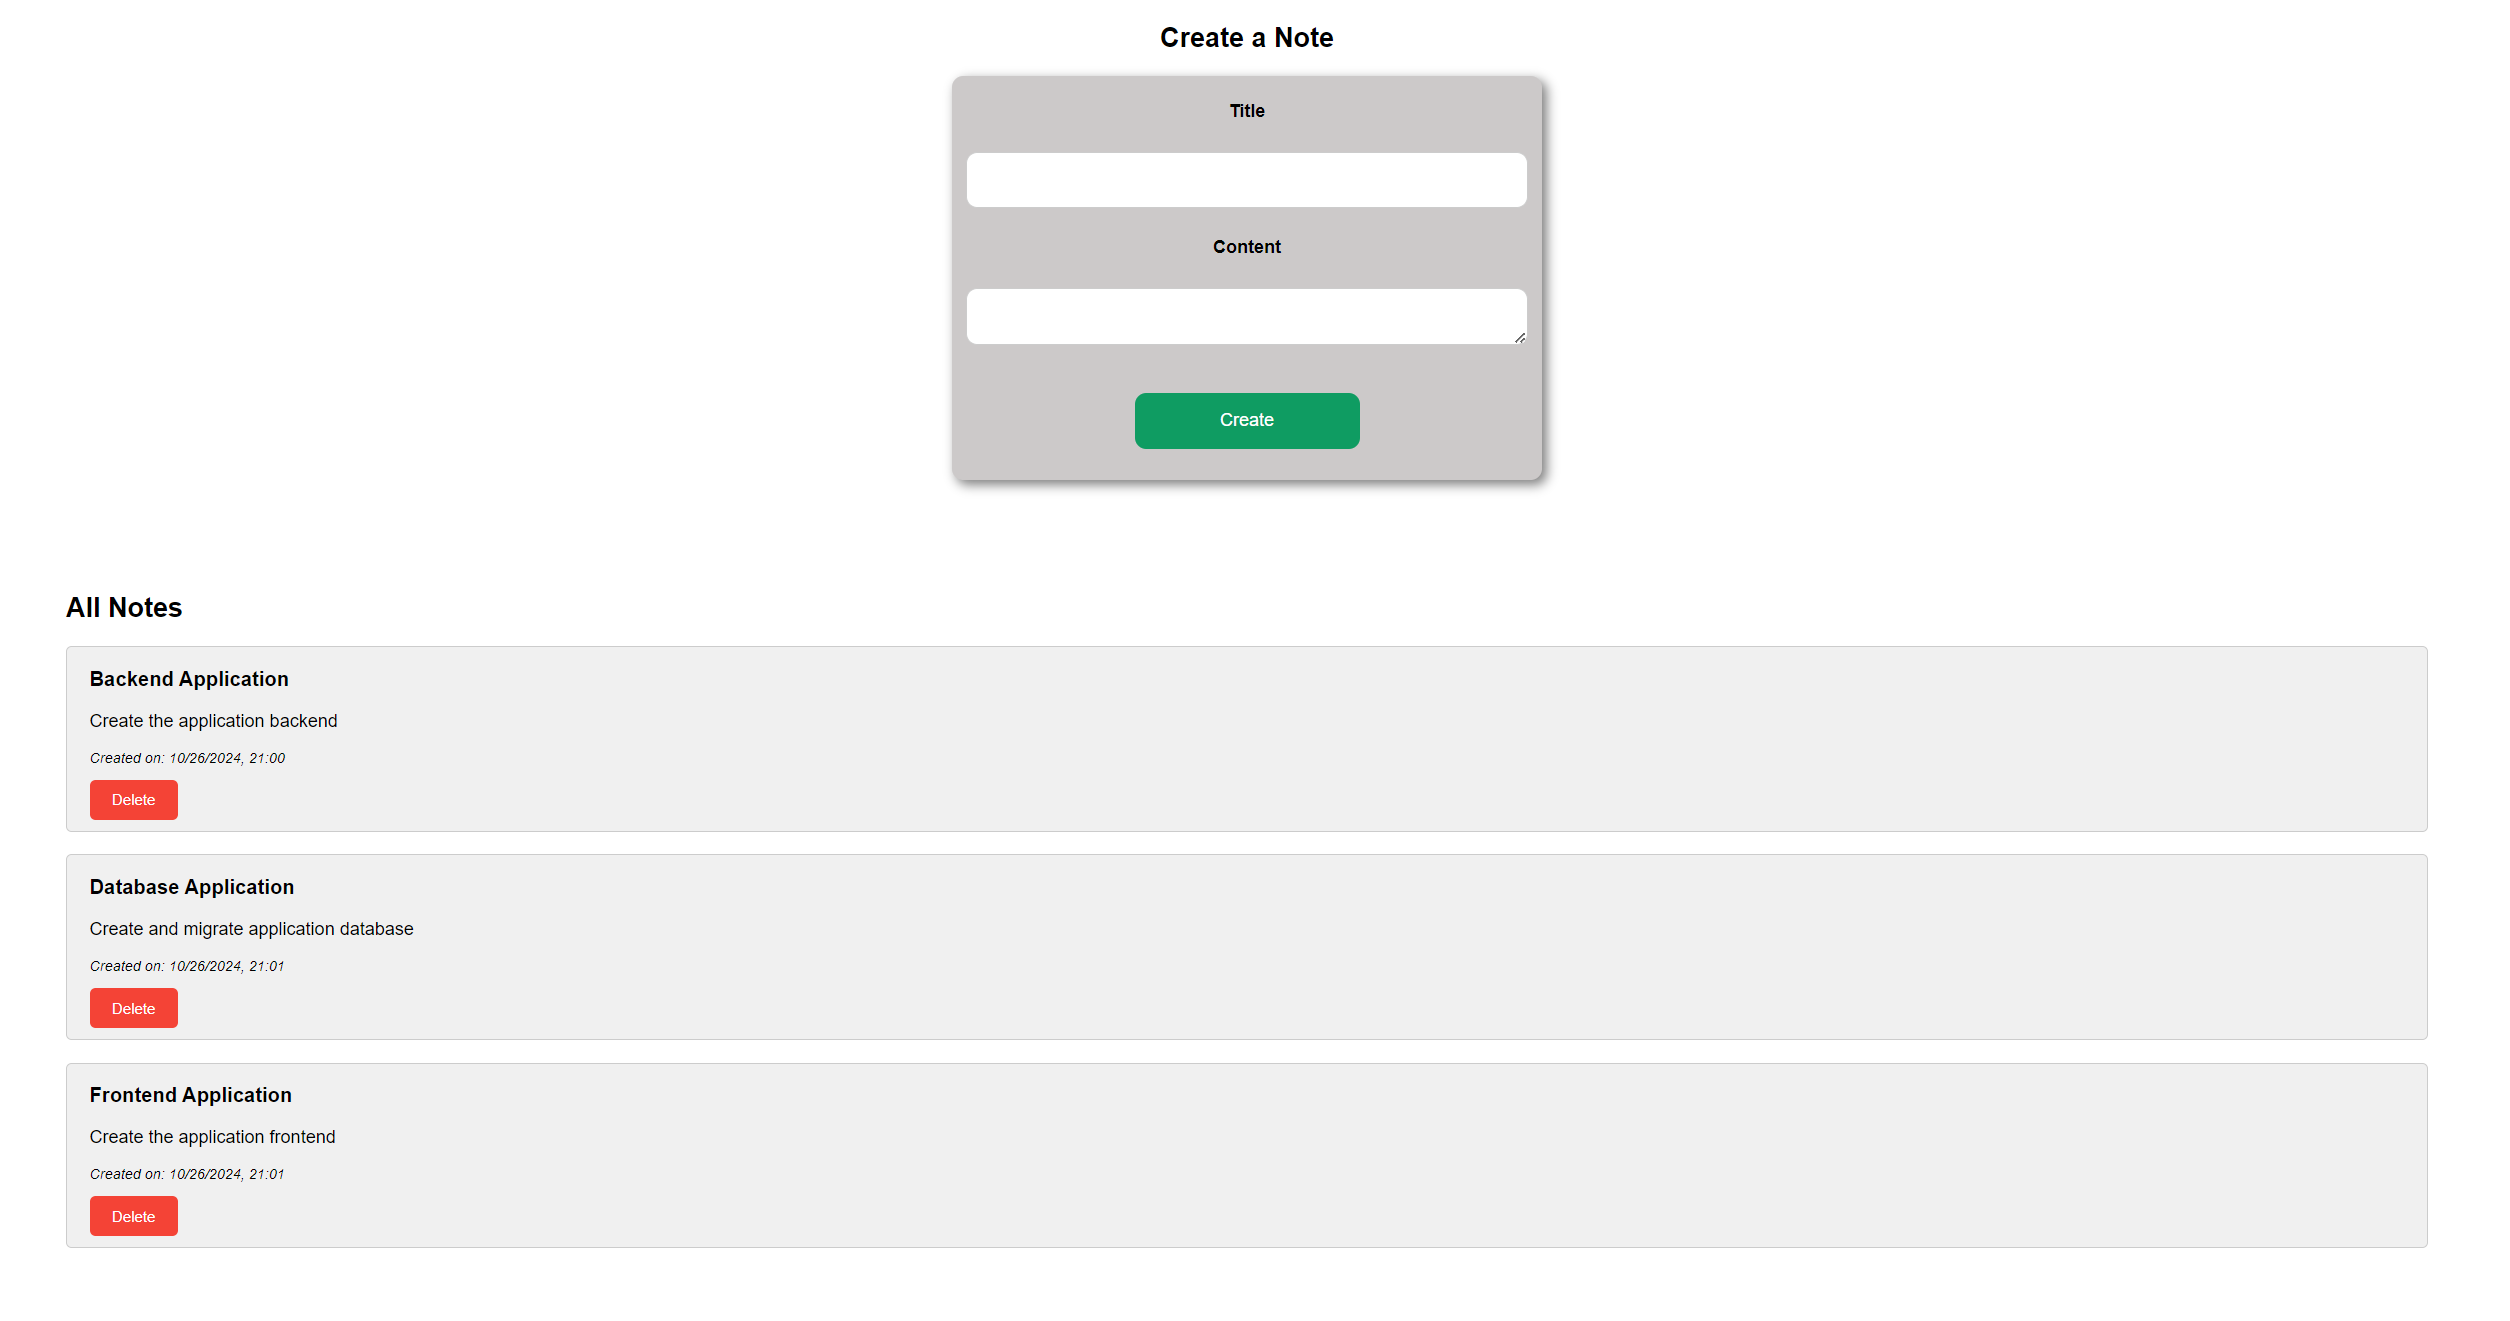 Create a Note
Title
Content
Create
All Notes
Backend Application
Create the application backend
Created on: 10/26/2024, 21:00
Delete
Database Application
Create and migrate application database
Created on: 10/26/2024, 21:01
Delete
Frontend Application
Create the application frontend
Created on: 10/26/2024, 21:01
Delete